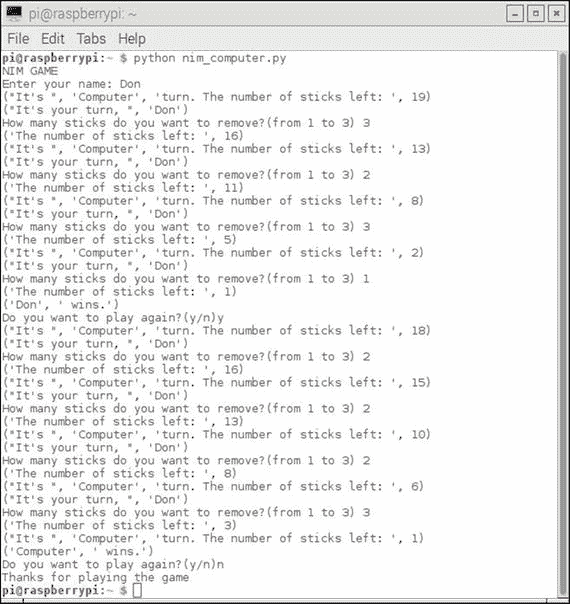 pi@raspberrypi: ~
File Edit Tabs Help
pi@raspberrypi:~ $ python nim_computer.py
NIM GAME
Enter your name: Don
("It's ", 'Computer', 'turn. The number of sticks left: ', 19)
("It's your turn, ", 'Don')
How many sticks do you want to remove?(from 1 to 3) 3
('The number of sticks left: ', 16)
("It's ", 'Computer', 'turn. The number of sticks left: ', 13)
("It's your turn, ", 'Don')
How many sticks do you want to remove?(from 1 to 3) 2
('The number of sticks left: ', 11)
("It's ", 'Computer', 'turn. The number of sticks left: ', 8)
("It's your turn, ", 'Don')
How many sticks do you want to remove?(from 1 to 3) 3
('The number of sticks left: ', 5)
("It's ", 'Computer', 'turn. The number of sticks left: ', 2)
("It's your turn, ", 'Don')
How many sticks do you want to remove?(from 1 to 3) 1
('The number of sticks left: ', 1)
('Don', ' wins.')
Do you want to play again?(y/n)y
("It's ", 'Computer', 'turn. The number of sticks left: ', 18)
("It's your turn, ", 'Don')
How many sticks do you want to remove?(from 1 to 3) 2
('The number of sticks left: ', 16)
("It's ", 'Computer', 'turn. The number of sticks left: ', 15)
("It's your turn, ", 'Don')
How many sticks do you want to remove?(from 1 to 3) 2
('The number of sticks left: ', 13)
("It's ", 'Computer', 'turn. The number of sticks left: ', 10)
("It's your turn, ", 'Don')
How many sticks do you want to remove?(from 1 to 3) 2
('The number of sticks left: ', 8)
("It's ", 'Computer', 'turn. The number of sticks left: ', 6)
("It's your turn, ", 'Don')
How many sticks do you want to remove?(from 1 to 3) 3
('The number of sticks left: ', 3)
("It's ", 'Computer', 'turn. The number of sticks left: ', 1)
('Computer', ' wins.')
Do you want to play again?(y/n)n
Thanks for playing the game
pi@raspberrypi:~ $